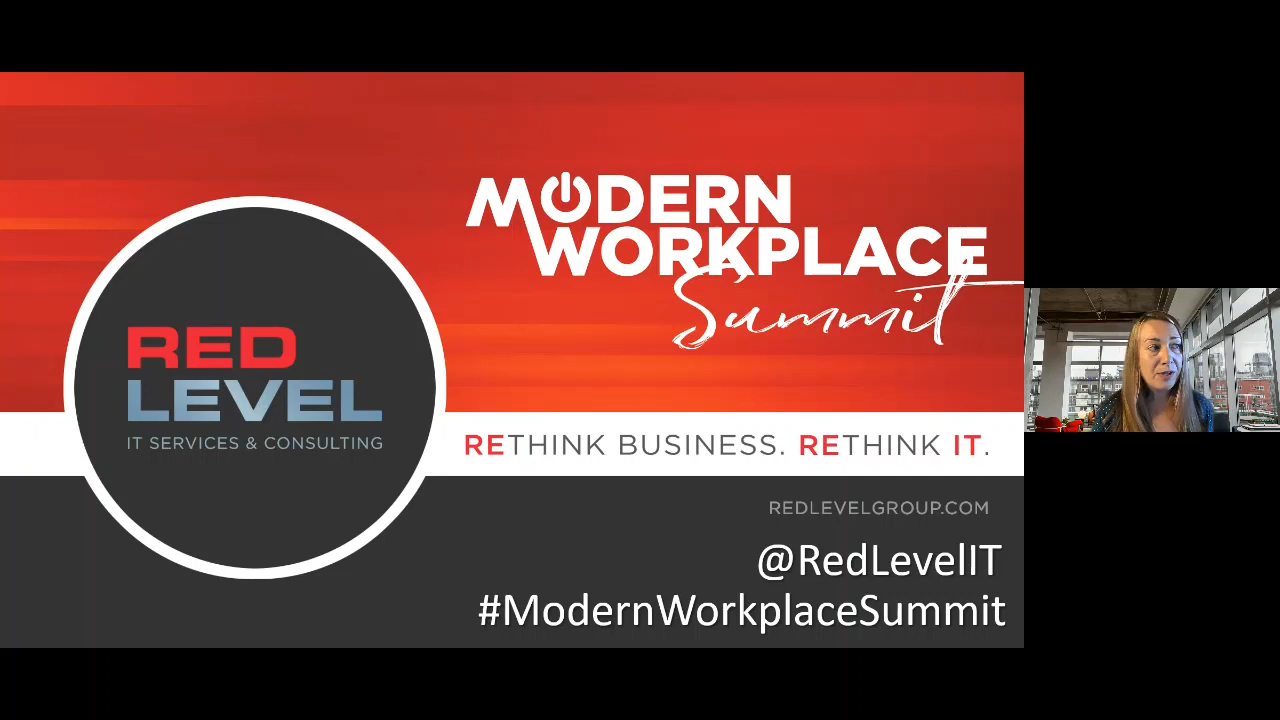 MODERN
WORKPLACE
Summit
RED
LEVEL
IT SERVICES & CONSULTING
RETHINK BUSINESS. RETHINK IT.
REDLEVELGROUP.COM
@RedLevelIT
#ModernWorkplaceSummit